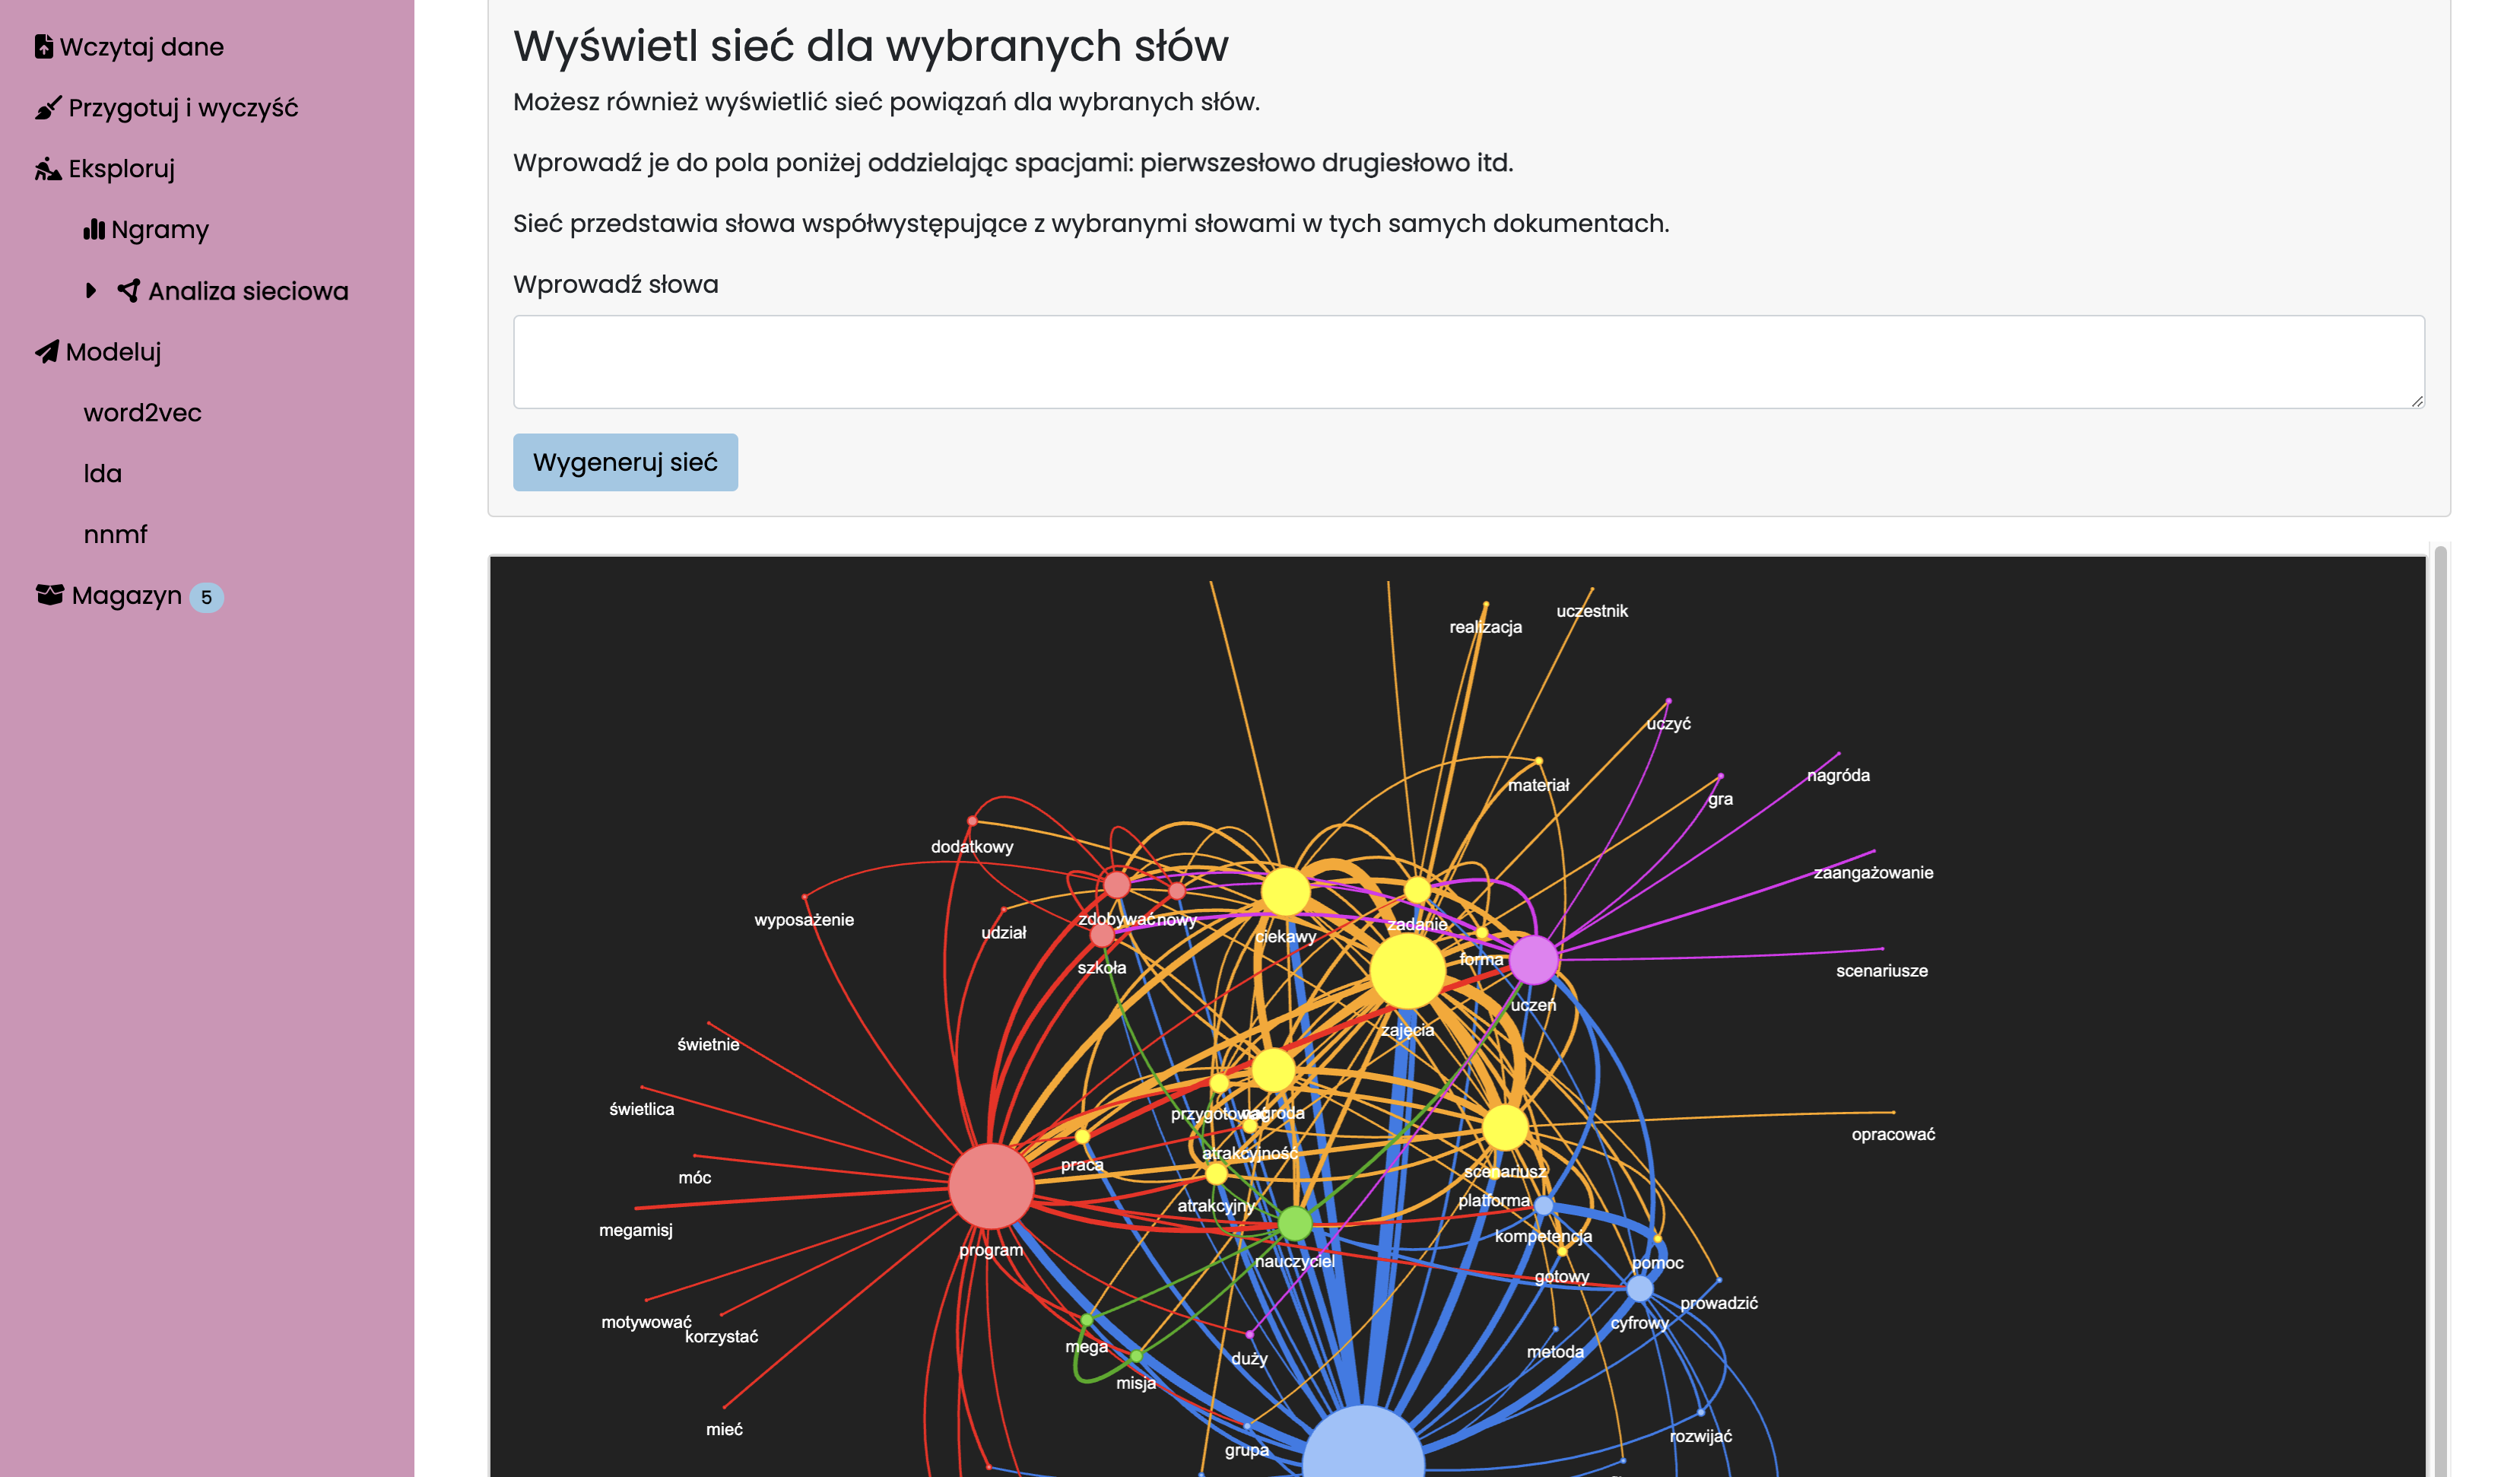 Wczytaj dane
Przygotuj i wyczyść
Eksploruj
Ngramy
Analiza sieciowa
Modeluj
word2vec
lda
nnmf
Magazyn 5
Wyświetl sieć dla wybranych słów
Możesz również wyświetlić sieć powiązań dla wybranych słów.
Wprowadź je do pola poniżej oddzielając spacjami: pierwszesłowo drugiesłowo itd.
Sieć przedstawia słowa współwystępujące z wybranymi słowami w tych samych dokumentach.
Wprowadź słowa
Wygeneruj sieć
uczestnik
realizacja
uczyć
nagróda
materiał
gra
dodatkowy
zaangażowanie
wyposażenie
zdobywać
nowy
zadanie
udział
ciekawy
forma
szkoła
scenariusze
uczeń
zajęcia
świetnie
świetlica
przygotować
nagroda
opracować
atrakcyjność
praca
scenariusz
móc
platforma
atrakcyjny
megamisj
kompetencja
program
nauczyciel
pomoc
gotowy
prowadzić
motywować
cyfrowy
korzystać
mega
metoda
duży
misja
mieć
rozwijać
grupa